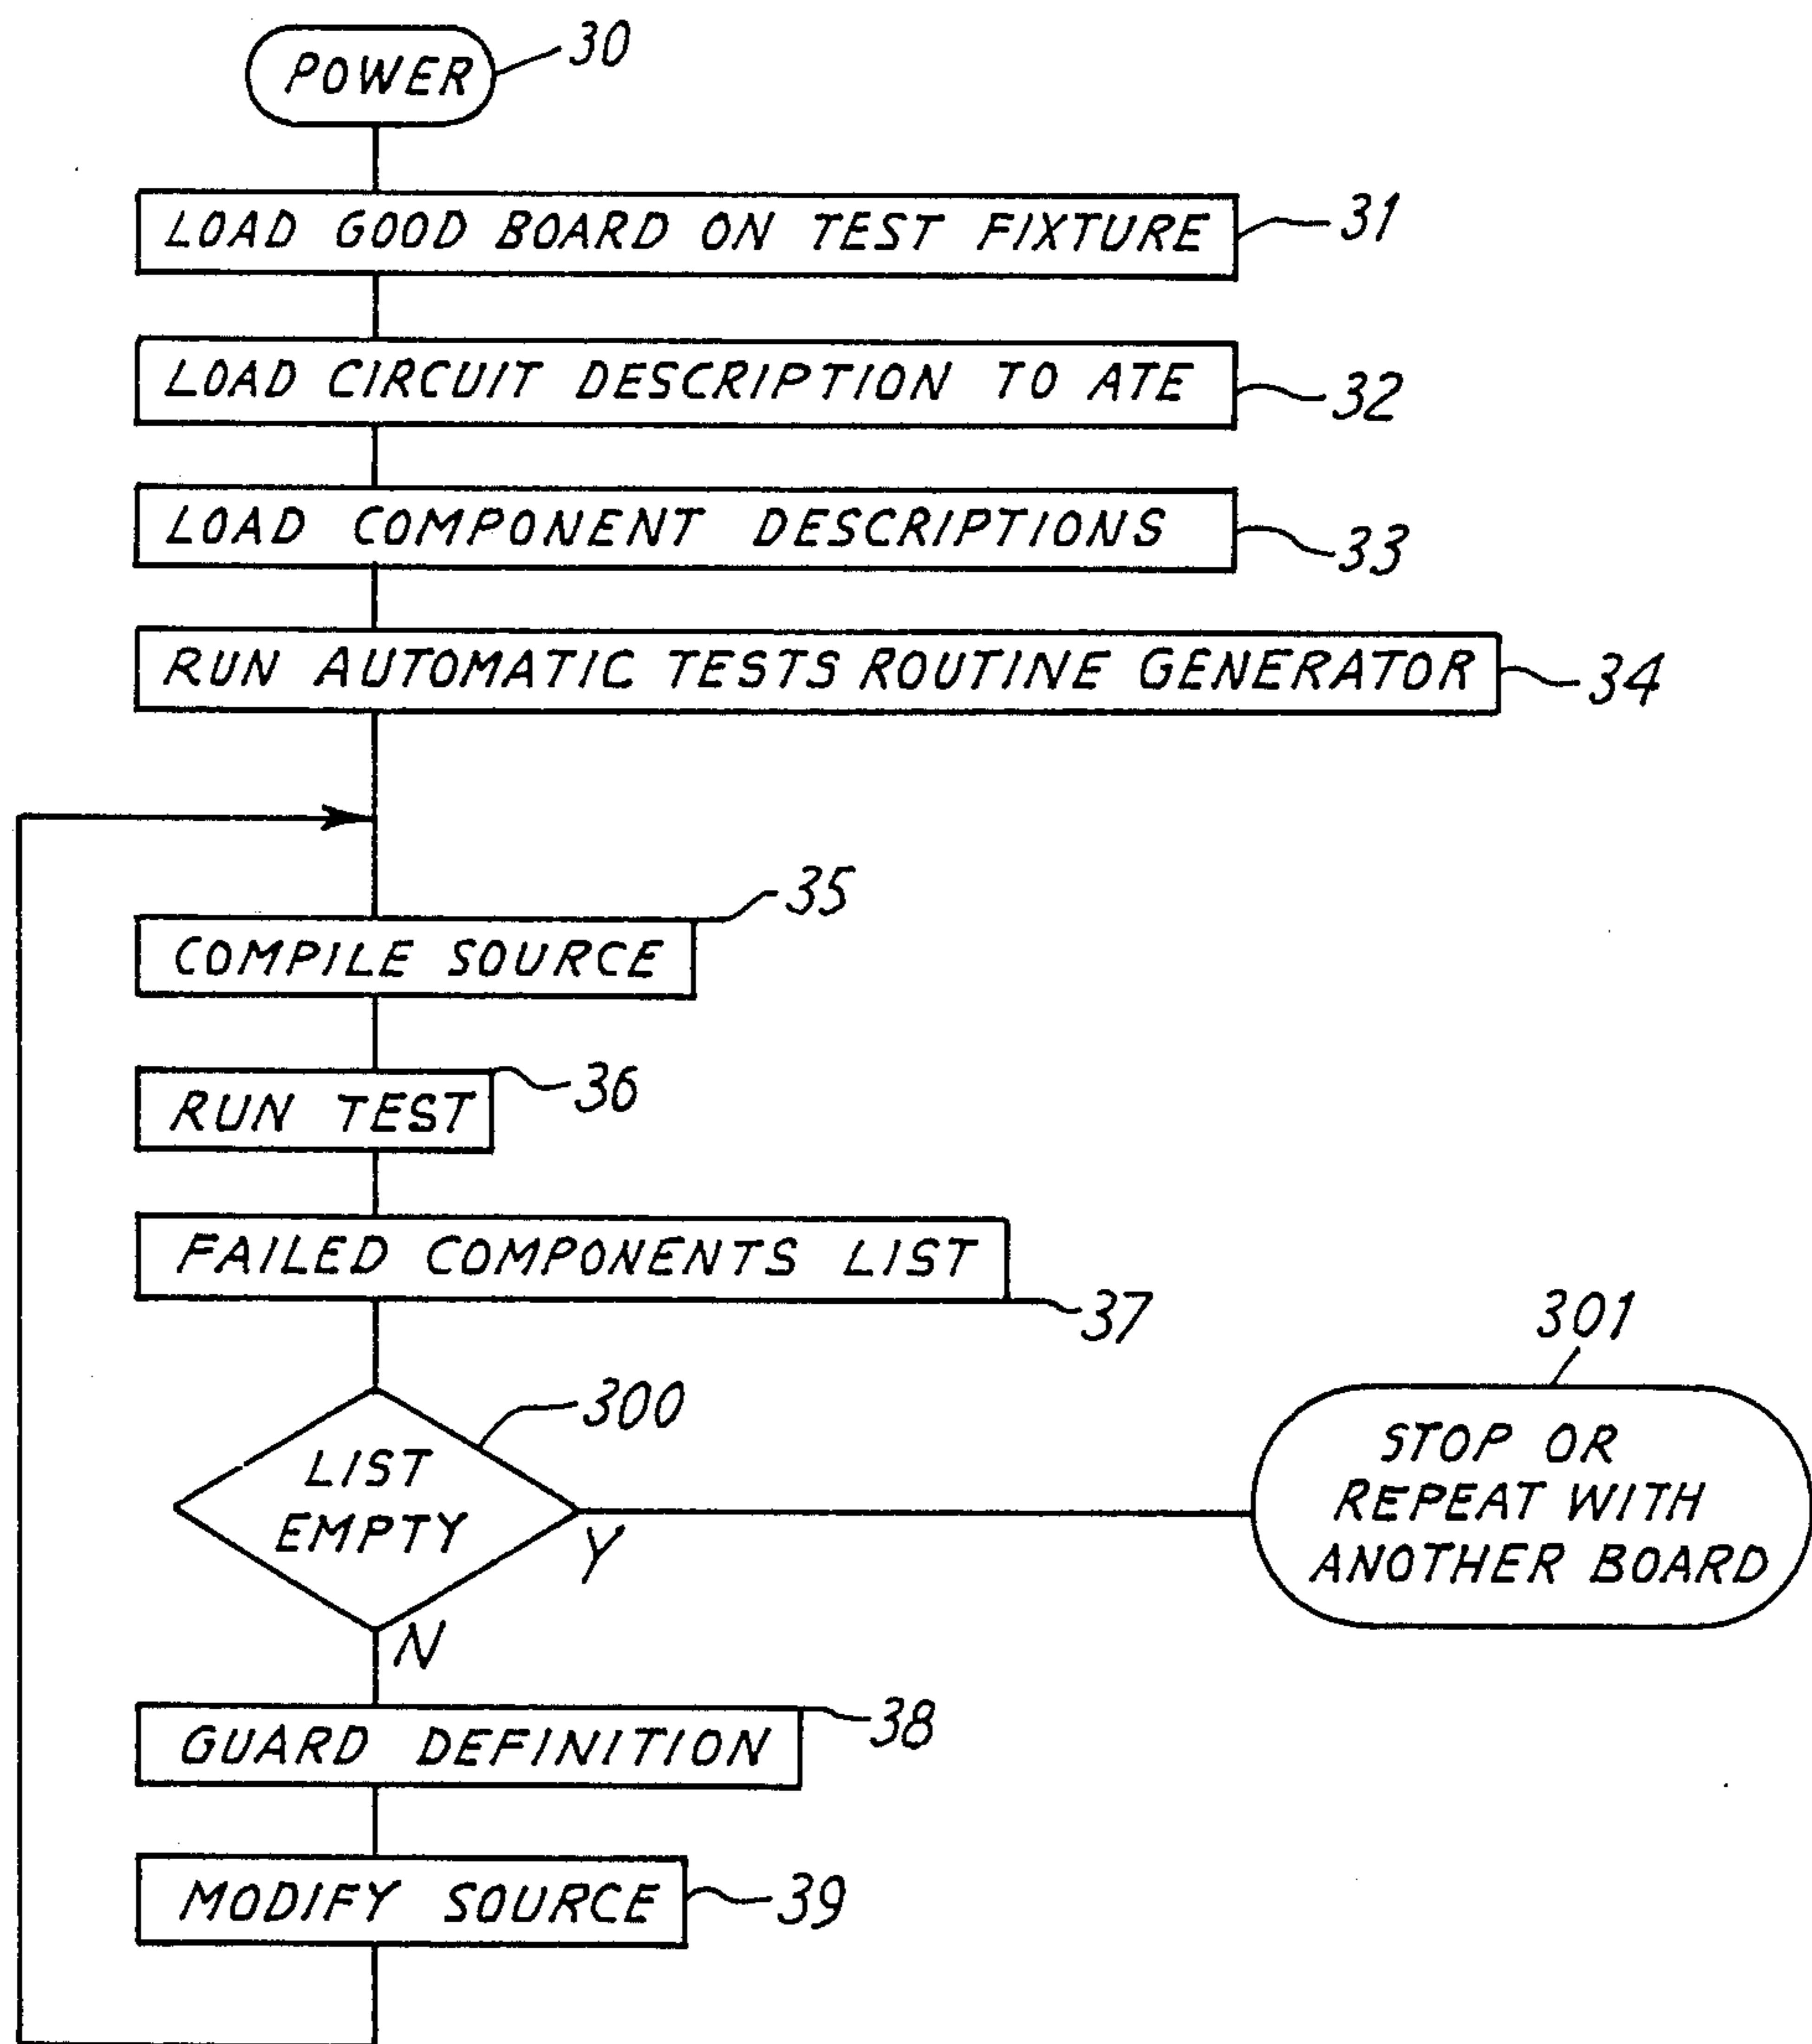 POWER 30
LOAD GOOD BOARD ON TEST FIXTURE 31
LOAD CIRCUIT DESCRIPTION TO ATE 32
LOAD COMPONENT DESCRIPTIONS 33
RUN AUTOMATIC TESTS ROUTINE GENERATOR 34
35
COMPILE SOURCE
RUN TEST 36
FAILED COMPONENTS LIST
37
300
LIST
EMPTY
Y
N
301
STOP OR
REPEAT WITH
ANOTHER BOARD
GUARD DEFINITION 38
MODIFY SOURCE 39